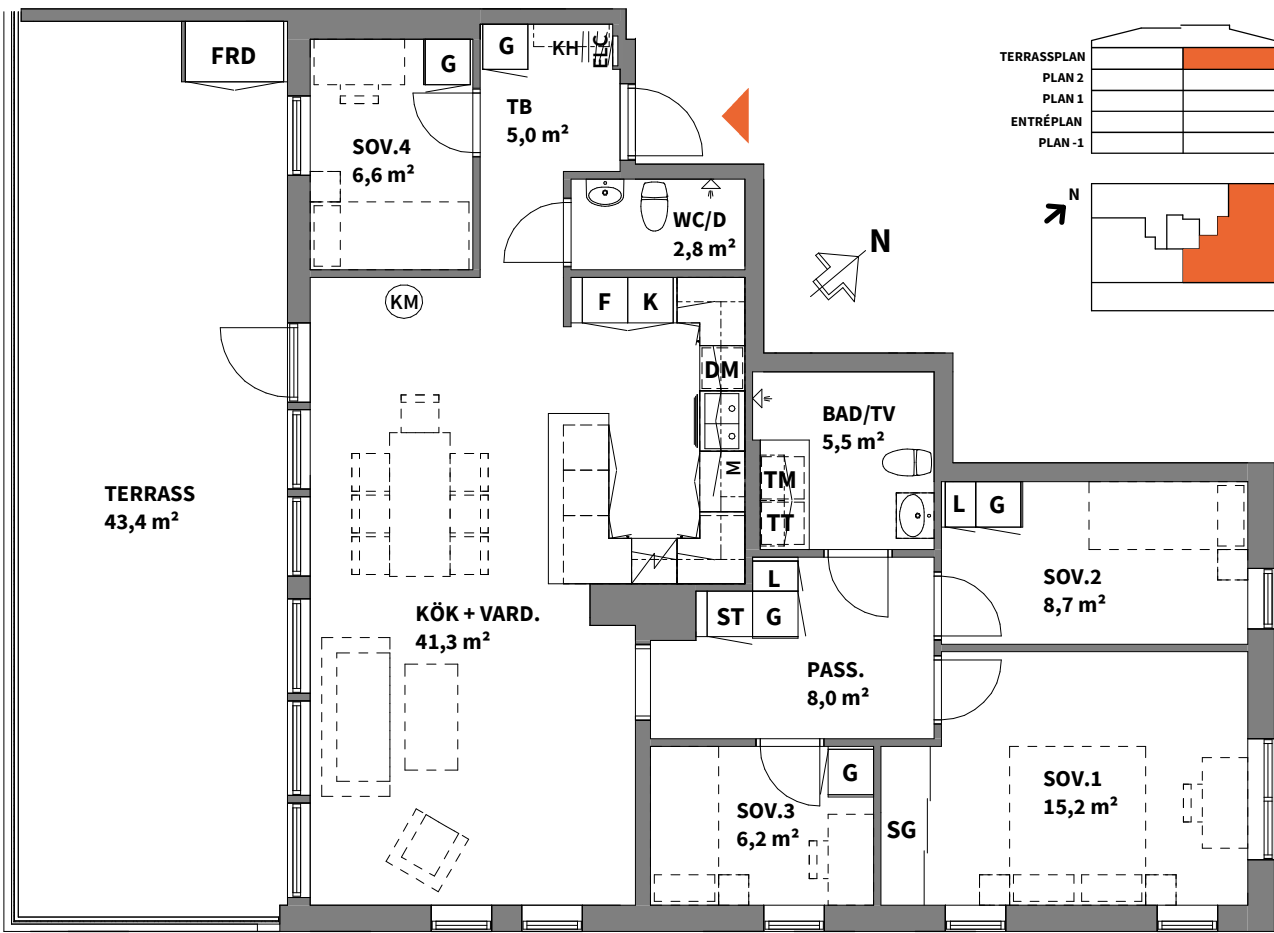 FRD
G
G
KH
ELC
TB
5,0 m²
SOV.4
6,6 m²
WC/D
2,8 m²
N
TERRASSPLAN
PLAN 2
PLAN 1
ENTRÉPLAN
PLAN -1
N
KM
F
K
DM
M
BAD/TV
5,5 m²
TM
TT
TERRASS
43,4 m²
KÖK + VARD.
41,3 m²
L
ST
G
L
G
SOV.2
8,7 m²
PASS.
8,0 m²
G
SOV.3
6,2 m²
SG
SOV.1
15,2 m²